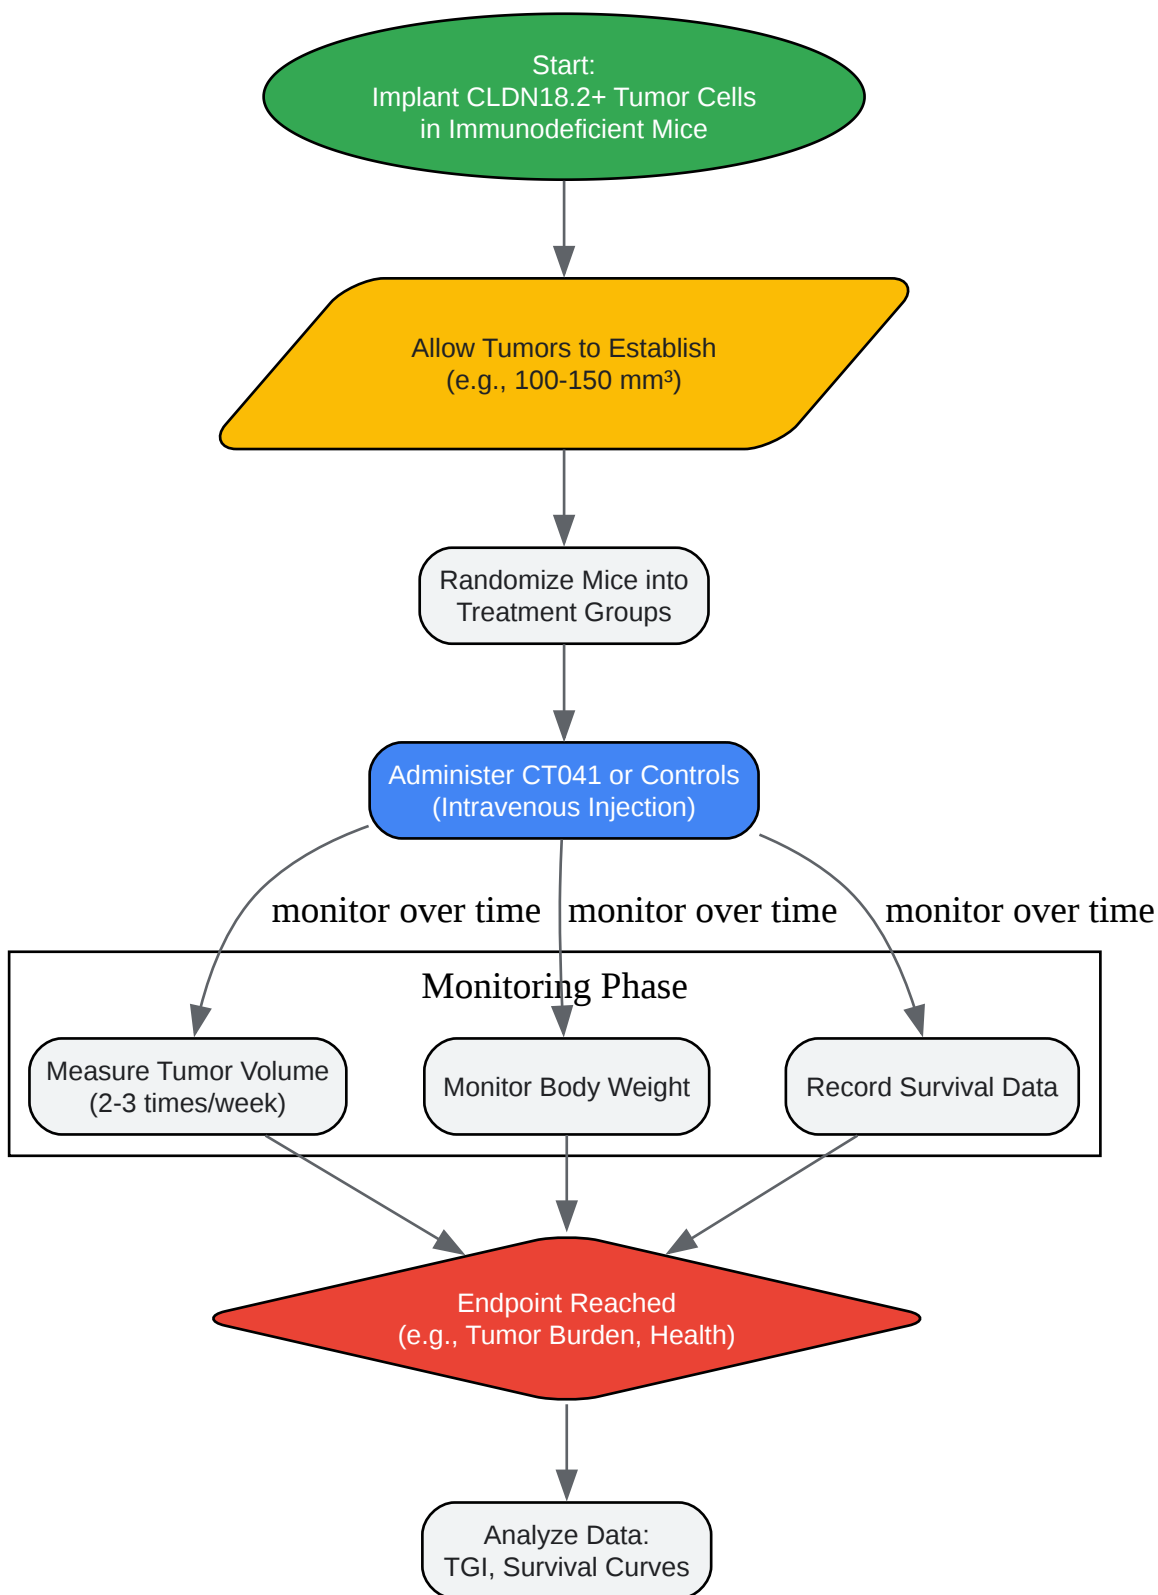 Start:
Implant CLDN18.2+ Tumor Cells
in Immunodeficient Mice
Allow Tumors to Establish
(e.g., 100-150 mm³)
Randomize Mice into
Treatment Groups
Administer CT041 or Controls
(Intravenous Injection)
monitor over time
monitor over time
monitor over time
Monitoring Phase
Measure Tumor Volume
(2-3 times/week)
Monitor Body Weight
Record Survival Data
Endpoint Reached
(e.g., Tumor Burden, Health)
Analyze Data:
TGI, Survival Curves